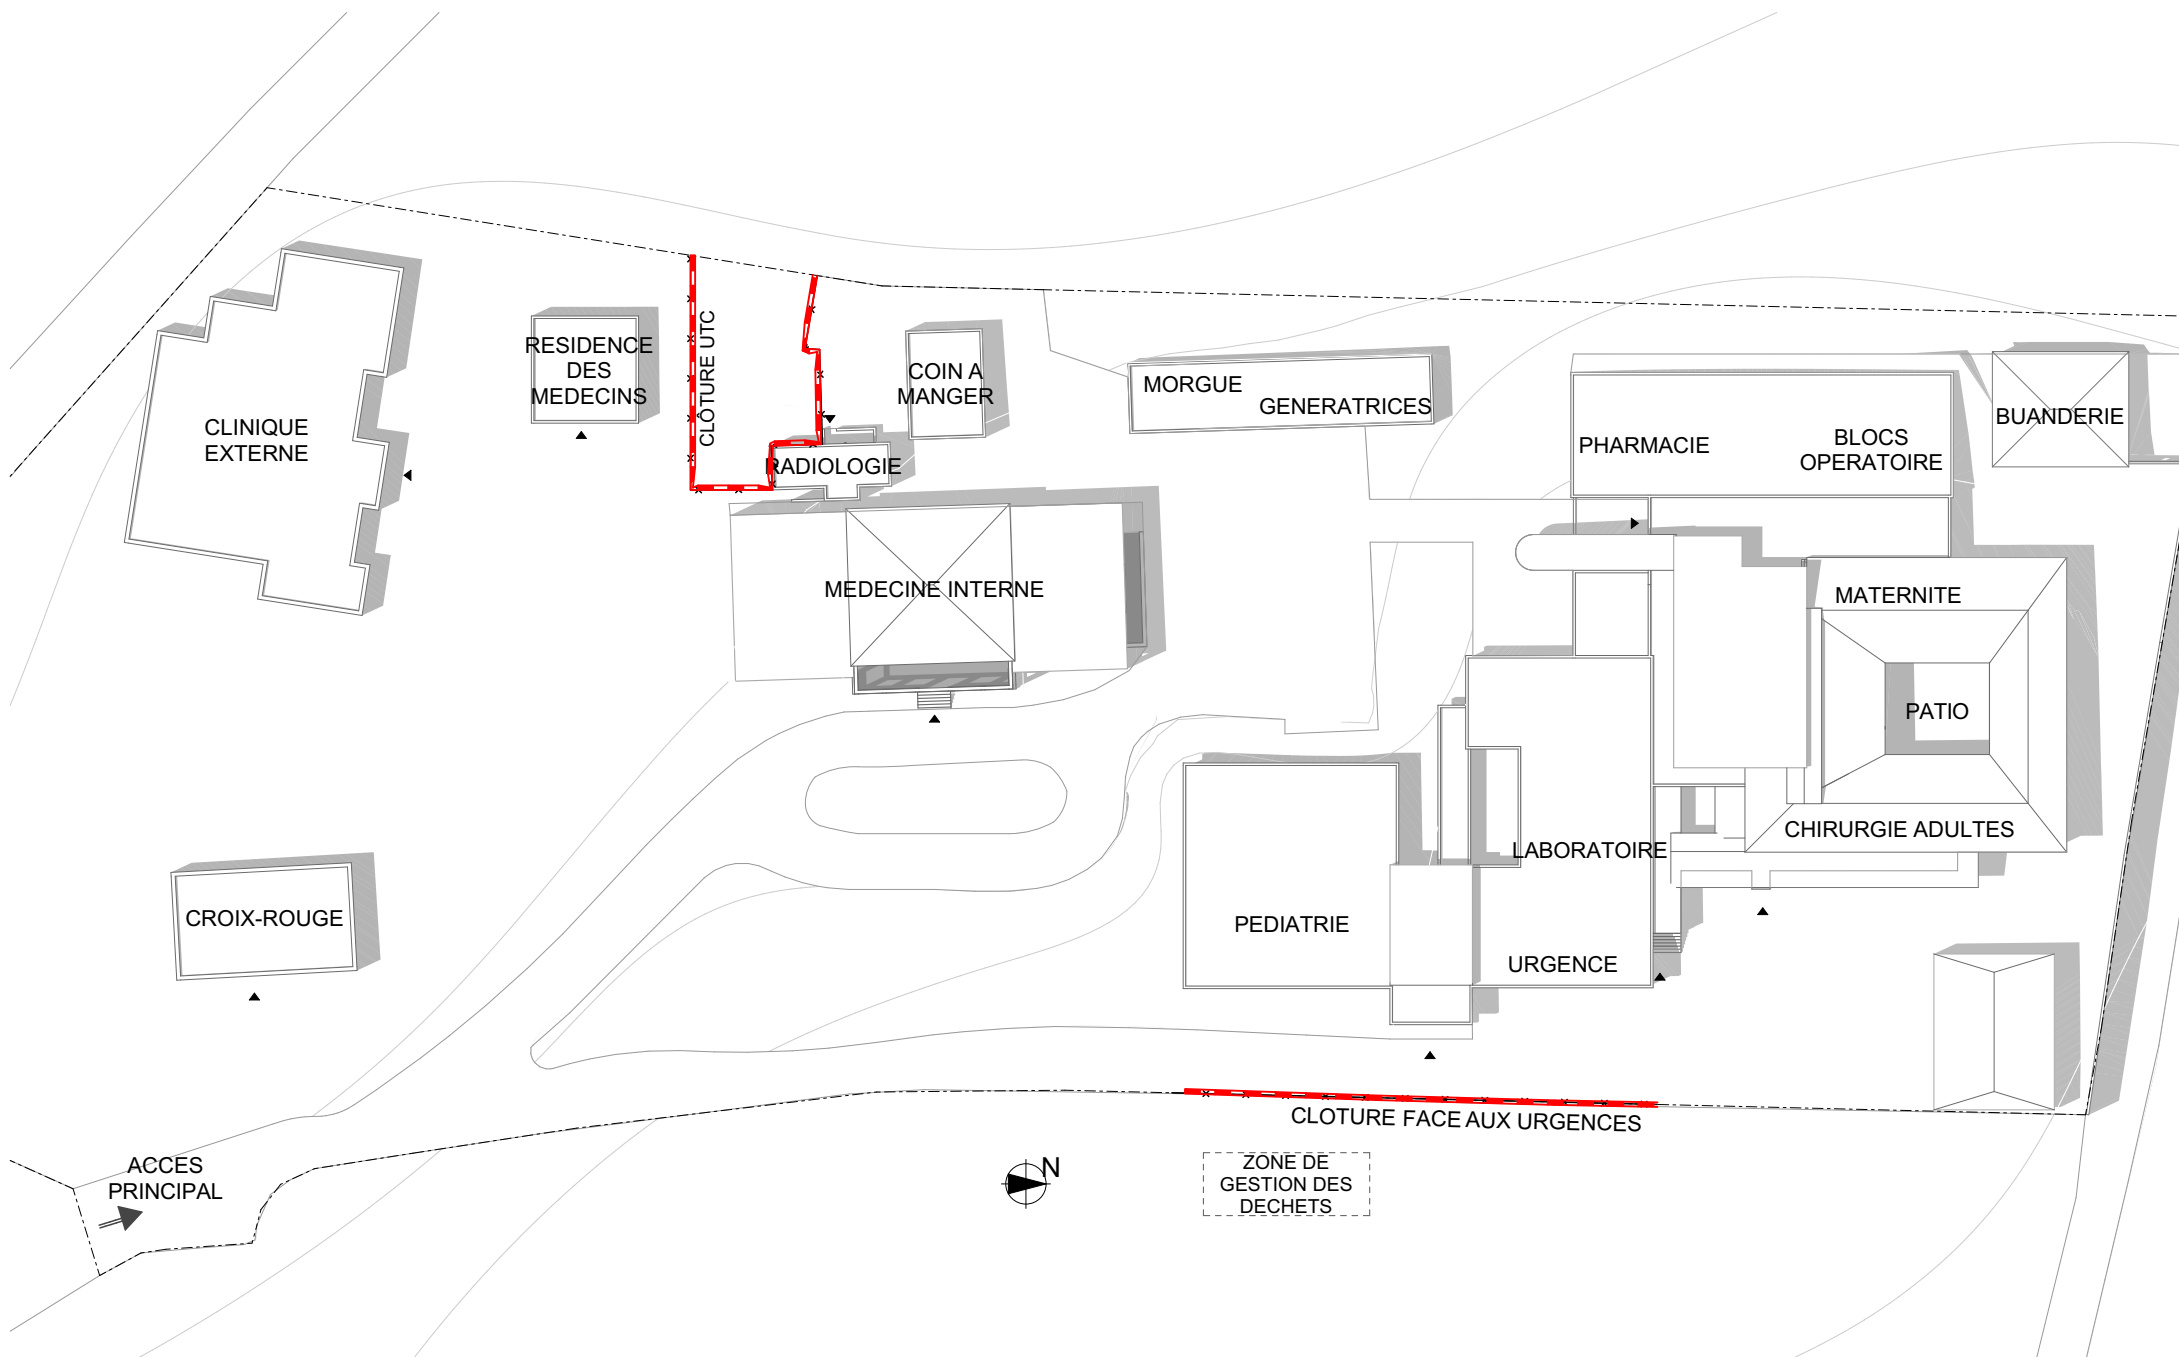 CLINIQUE
EXTERNE
RESIDENCE
DES
MEDECINS
CLÔTURE UTC
COIN A
MANGER
RADIOLOGIE
MORGUE
GENERATRICES
PHARMACIE
BLOCS
OPERATOIRE
BUANDERIE
MEDECINE INTERNE
MATERNITE
PATIO
CHIRURGIE ADULTES
LABORATOIRE
PEDIATRIE
URGENCE
CROIX-ROUGE
CLOTURE FACE AUX URGENCES
ACCES
PRINCIPAL
N
ZONE DE
GESTION DES
DECHETS